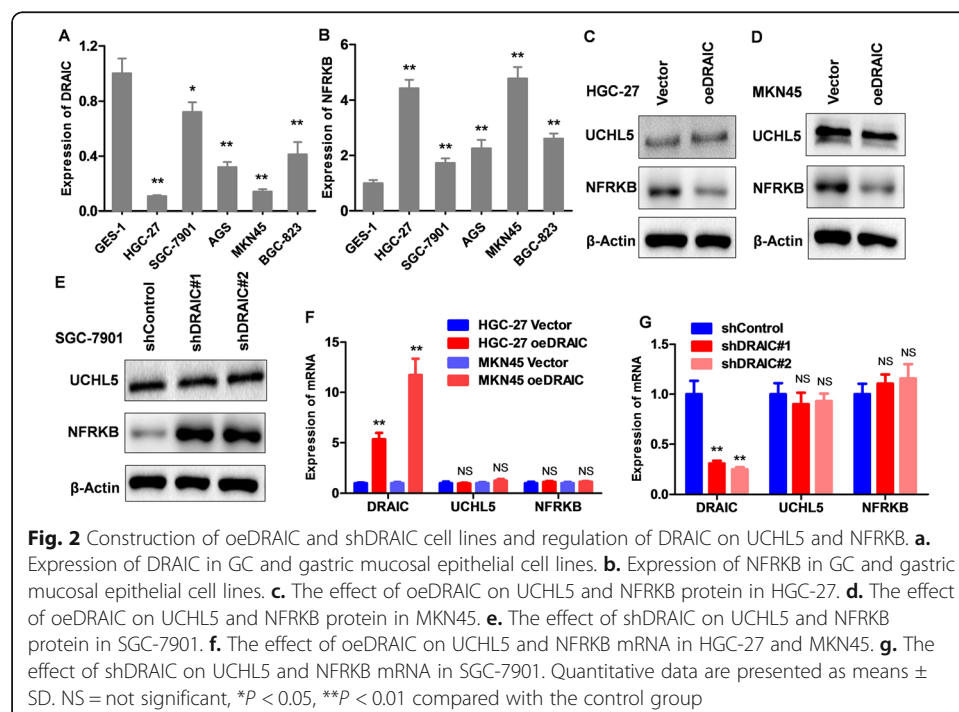 A
Expression of DRAIC
1.2
0.8
0.4
0.0
*
**
**
**
**
GES-1
HGC-27
SGC-7901
AGS
MKN45
BGC-823
B
Expression of NFRKB
6
4
2
0
**
**
**
**
**
GES-1
HGC-27
SGC-7901
AGS
MKN45
BGC-823
C
HGC-27
Vector
oeDRAIC
UCHL5
NFRKB
β-Actin
D
MKN45
Vector
oeDRAIC
UCHL5
NFRKB
β-Actin
E
SGC-7901
shControl
shDRAIC#1
shDRAIC#2
UCHL5
NFRKB
β-Actin
F
HGC-27 Vector
HGC-27 oeDRAIC
MKN45 Vector
MKN45 oeDRAIC
Expression of mRNA
15
10
5
0
**
**
NS
NS
NS
NS
DRAIC
UCHL5
NFRKB
G
shControl
shDRAIC#1
shDRAIC#2
Expression of mRNA
1.5
1.0
0.5
0.0
**
**
NS
NS
NS
NS
DRAIC
UCHL5
NFRKB
Fig. 2 Construction of oeDRAIC and shDRAIC cell lines and regulation of DRAIC on UCHL5 and NFRKB. a.
Expression of DRAIC in GC and gastric mucosal epithelial cell lines. b. Expression of NFRKB in GC and gastric
mucosal epithelial cell lines. c. The effect of oeDRAIC on UCHL5 and NFRKB protein in HGC-27. d. The effect
of oeDRAIC on UCHL5 and NFRKB protein in MKN45. e. The effect of shDRAIC on UCHL5 and NFRKB
protein in SGC-7901. f. The effect of oeDRAIC on UCHL5 and NFRKB mRNA in HGC-27 and MKN45. g. The
effect of shDRAIC on UCHL5 and NFRKB mRNA in SGC-7901. Quantitative data are presented as means ±
SD. NS = not significant, *P < 0.05, **P < 0.01 compared with the control group